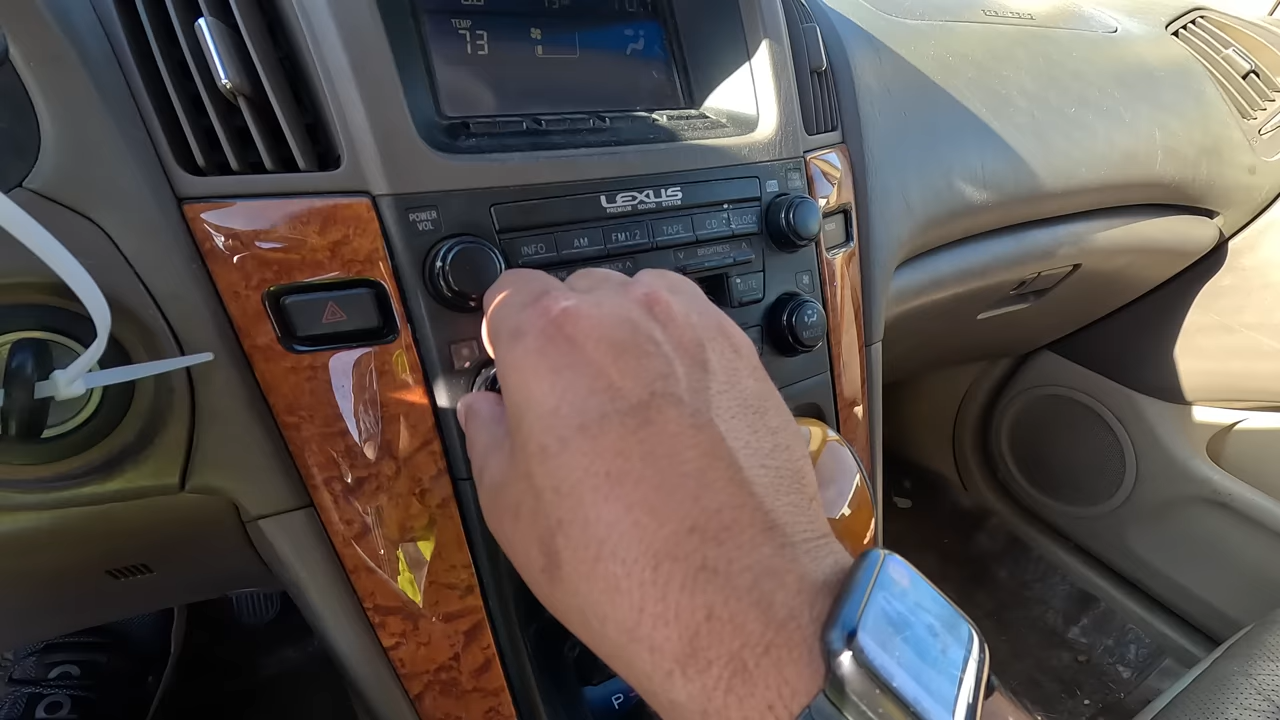 TEMP
73
POWER
VOL
LEXUS
PREMIUM SOUND SYSTEM
INFO
AM
FM1/2
TAPE
CD
CLOCK
BRIGHTNESS
MUTE
MODE
P